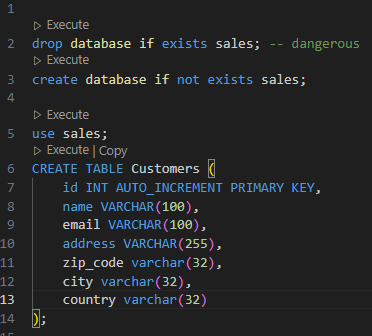 1
▷ Execute
2 drop database if exists sales; -- dangerous
▷ Execute
3 create database if not exists sales;
4
▷ Execute
5 use sales;
▷ Execute | Copy
6 CREATE TABLE Customers (
7 id INT AUTO_INCREMENT PRIMARY KEY,
8 name VARCHAR(100),
9 email VARCHAR(100),
10 address VARCHAR(255),
11 zip_code varchar(32),
12 city varchar(32),
13 country varchar(32)
14 );